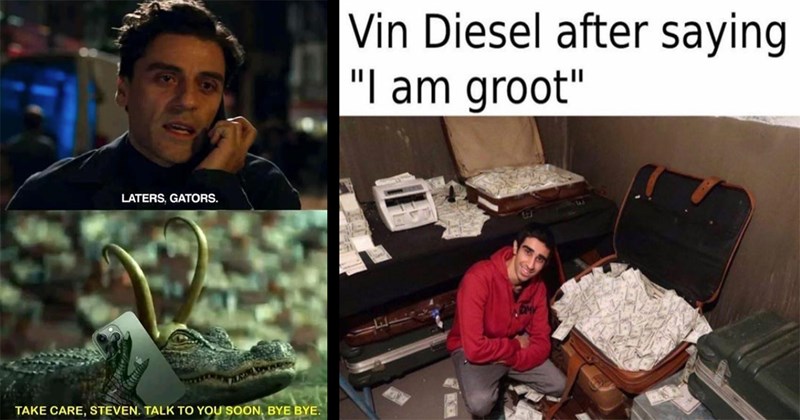 LATERS, GATORS.
TAKE CARE, STEVEN. TALK TO YOU SOON. BYE BYE.
Vin Diesel after saying
"I am groot"